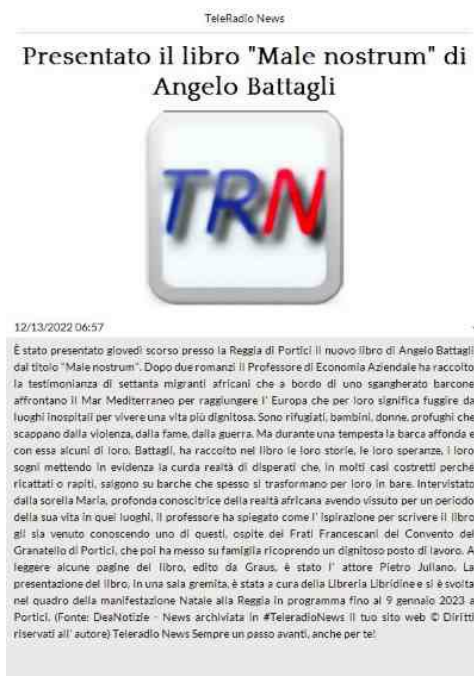 TeleRadio News
Presentato il libro "Male nostrum" di
Angelo Battagli
TRN
12/13/2022 06:57
È stato presentato giovedì scorso presso la Reggia di Portici il nuovo libro di Angelo Battagli
dal titolo "Male nostrum". Dopo due romanzi il Professore di Economia Aziendale ha raccolto
la testimonianza di settanta migranti africani che a bordo di uno sgangherato barcone
affrontano il Mar Mediterraneo per raggiungere l' Europa che per loro significa fuggire da
luoghi inospitali per vivere una vita più dignitosa. Sono rifugiati, bambini, donne, profughi che
scappano dalla violenza, dalla fame, dalla guerra. Ma durante una tempesta la barca affonda e
con essa alcuni di loro. Battagli, ha raccolto nel libro le loro storie, le loro speranze, i loro
sogni mettendo in evidenza la curda realtà di disperati che, in molti casi costretti perché
ricattati o rapiti, salgono su barche che spesso si trasformano per loro in bare. Intervistato
dalla sorella Maria, profonda conoscitrice della realtà africana avendo vissuto per un periodo
della sua vita in quei luoghi, il professore ha spiegato come l' ispirazione per scrivere il libro
gli sia venuto conoscendo uno di questi, ospite dei Frati Francescani del Convento del
Granatello di Portici, che poi ha messo su famiglia ricoprendo un dignitoso posto di lavoro. A
leggere alcune pagine del libro, edito da Graus, è stato l' attore Pietro Juliano. La
presentazione del libro, in una sala gremita, è stata a cura della Libreria Libridine e si è svolta
nel quadro della manifestazione Natale alla Reggia in programma fino al 9 gennaio 2023 a
Portici. (Fonte: DeaNotizie - News archiviata in #TeleradioNews il tuo sito web © Diritti
riservati all' autore) Teleradio News Sempre un passo avanti, anche per te!